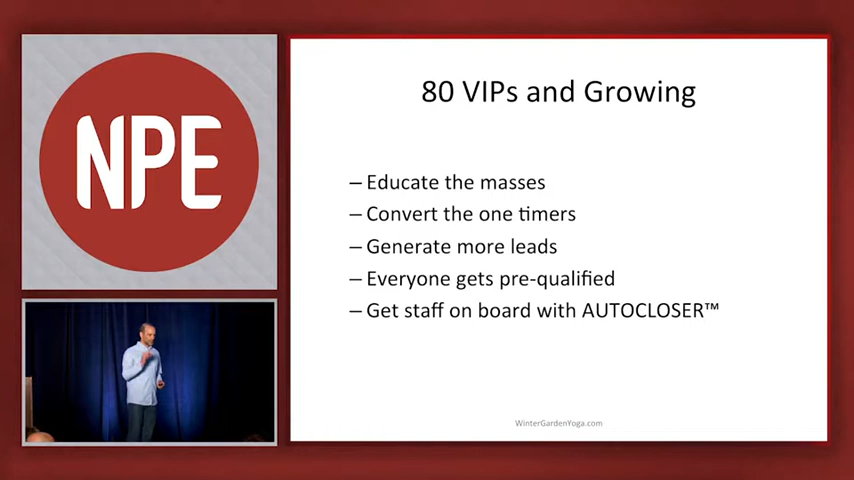 NPE
80 VIPs and Growing
– Educate the masses
– Convert the one timers
– Generate more leads
– Everyone gets pre-qualified
– Get staff on board with AUTOCLOSER™
WinterGardenYoga.com